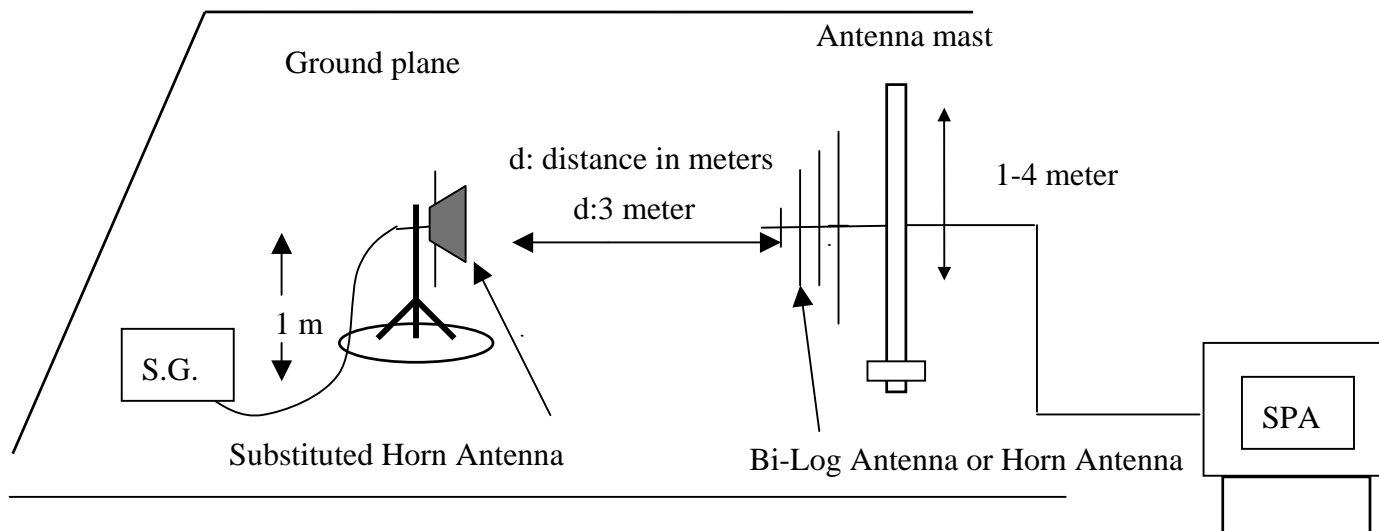 Antenna mast
Ground plane
d: distance in meters
d:3 meter
1-4 meter
1 m
S.G.
SPA
Substituted Horn Antenna
Bi-Log Antenna or Horn Antenna